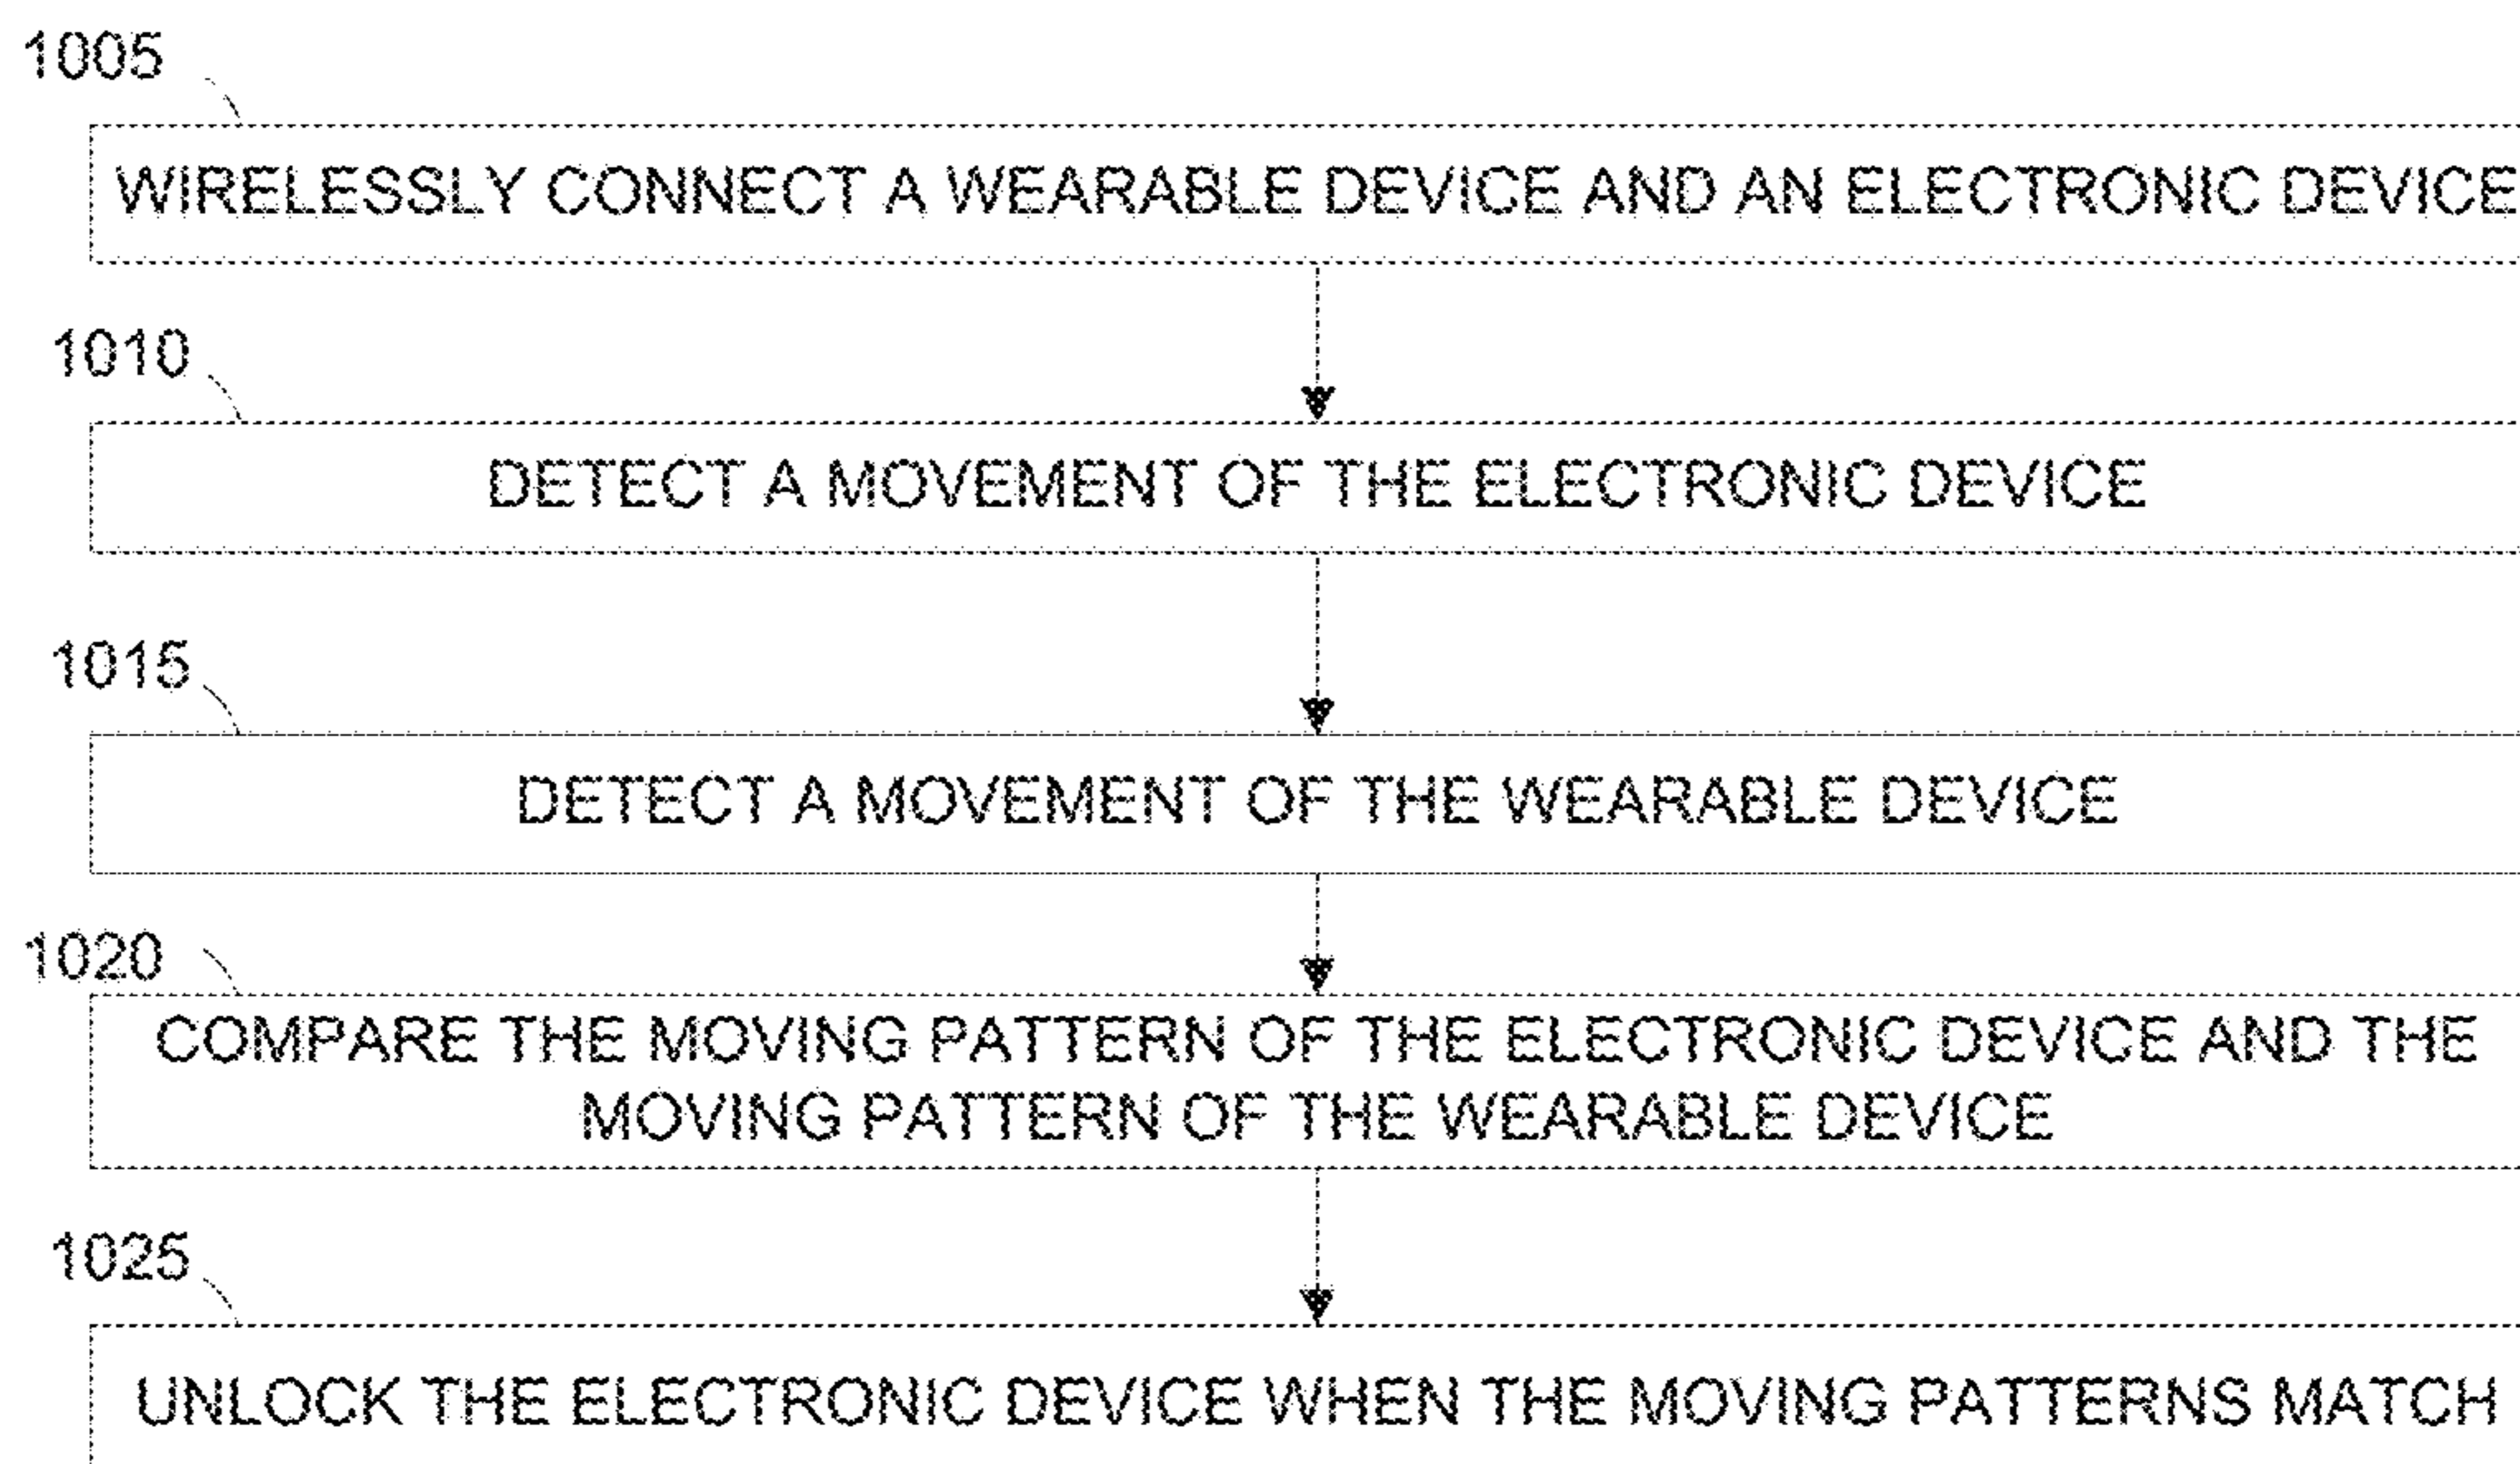 1005
WIRELESSLY CONNECT A WEARABLE DEVICE AND AN ELECTRONIC DEVICE
1010
DETECT A MOVEMENT OF THE ELECTRONIC DEVICE
1015
DETECT A MOVEMENT OF THE WEARABLE DEVICE
1020
COMPARE THE MOVING PATTERN OF THE ELECTRONIC DEVICE AND THE
MOVING PATTERN OF THE WEARABLE DEVICE
1025
UNLOCK THE ELECTRONIC DEVICE WHEN THE MOVING PATTERNS MATCH